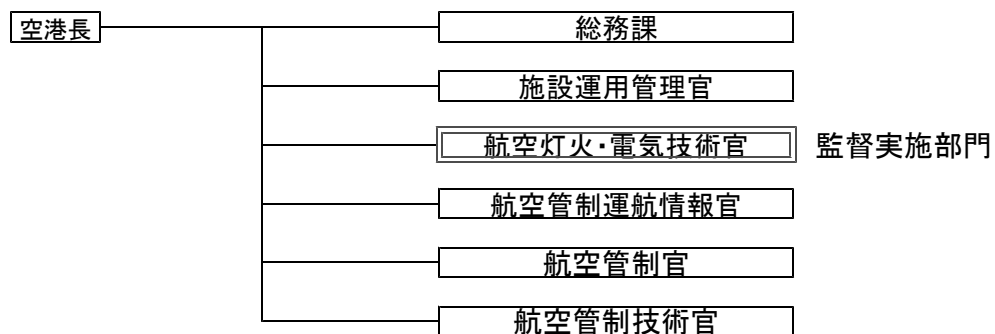 空港長
総務課
施設運用管理官
航空灯火・電気技術官
監督実施部門
航空管制運航情報官
航空管制官
航空管制技術官